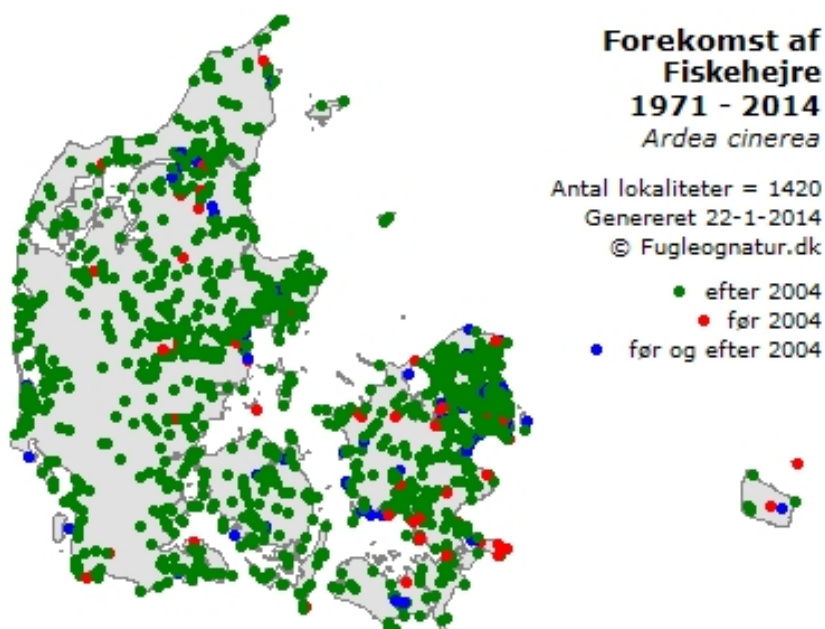 Forekomst af
Fiskehejre
1971 - 2014
Ardea cinerea
Antal lokaliteter = 1420
Genereret 22-1-2014
© Fugleognatur.dk
efter 2004
før 2004
før og efter 2004